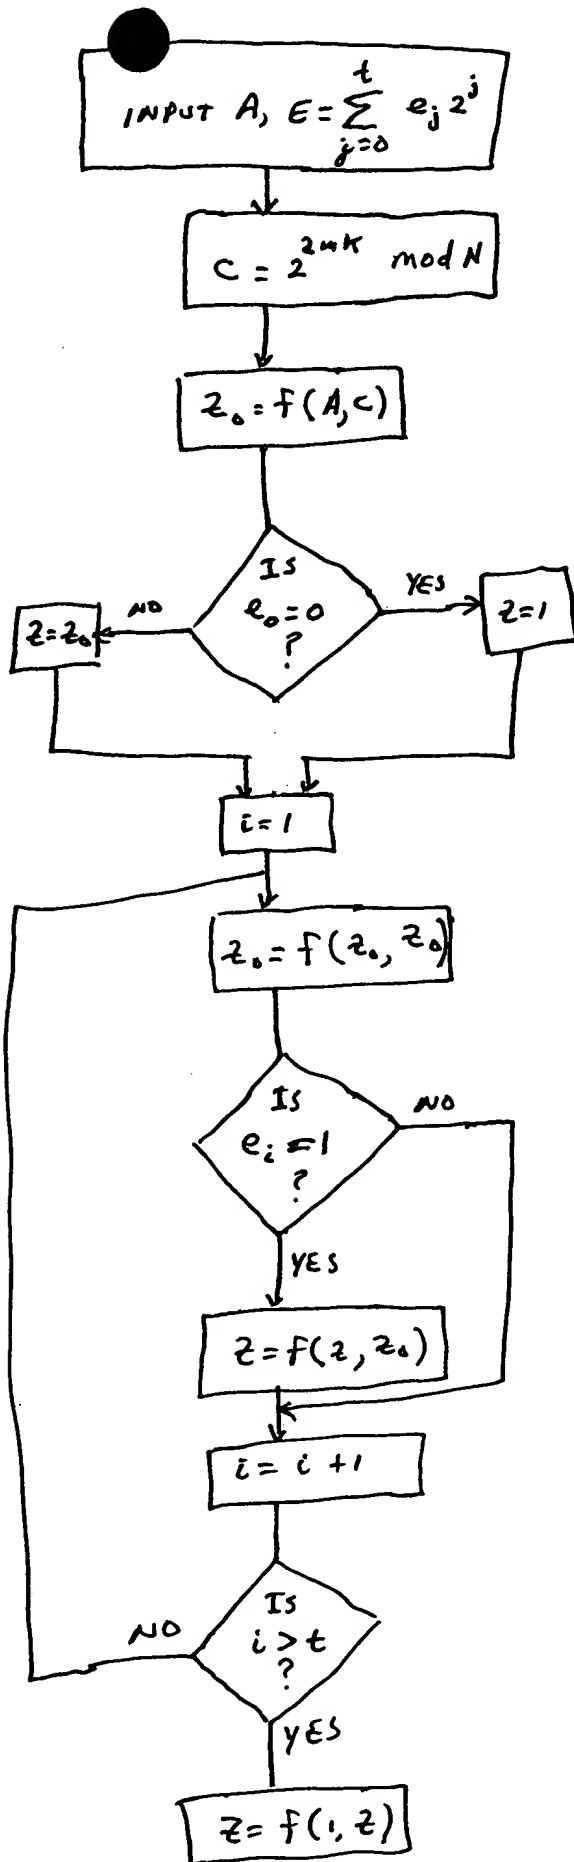 INPUT A, E = \sum_{j=0}^{t} e_j 2^j
C = 2^{2mk} mod N
Z_0 = f(A, C)
Is
e_0 = 0
?
NO
YES
Z = Z_0
Z = 1
i = 1
Z_0 = f(Z_0, Z_0)
Is
e_i = 1
?
NO
YES
Z = f(Z, Z_0)
i = i + 1
Is
i > t
?
NO
YES
Z = f(1, Z)